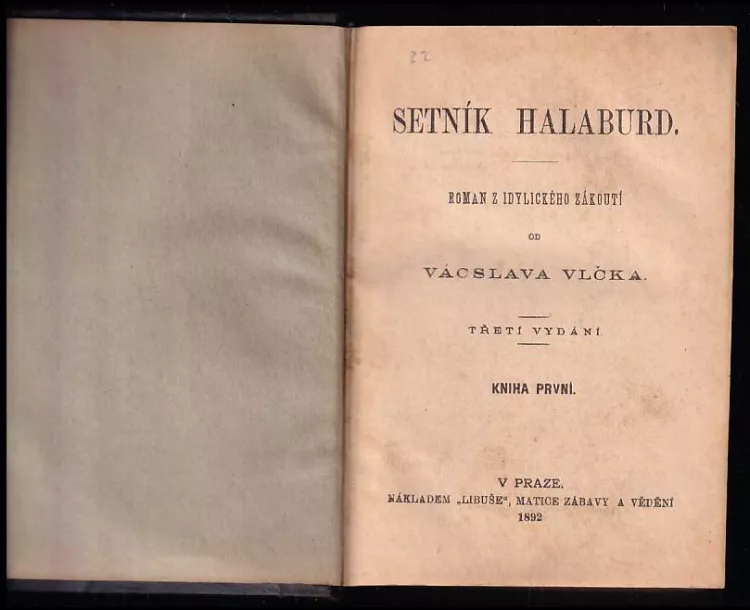 22
SETNÍK HALABURD.
ROMAN Z IDYLICKÉHO ZÁKOUTÍ
OD
VÁCSLAVA VLČKA.
TŘETÍ VYDÁNÍ.
KNIHA PRVNÍ.
V PRAZE.
NÁKLADEM „LIBUŠE“, MATICE ZÁBAVY A VĚDĚNÍ
1892